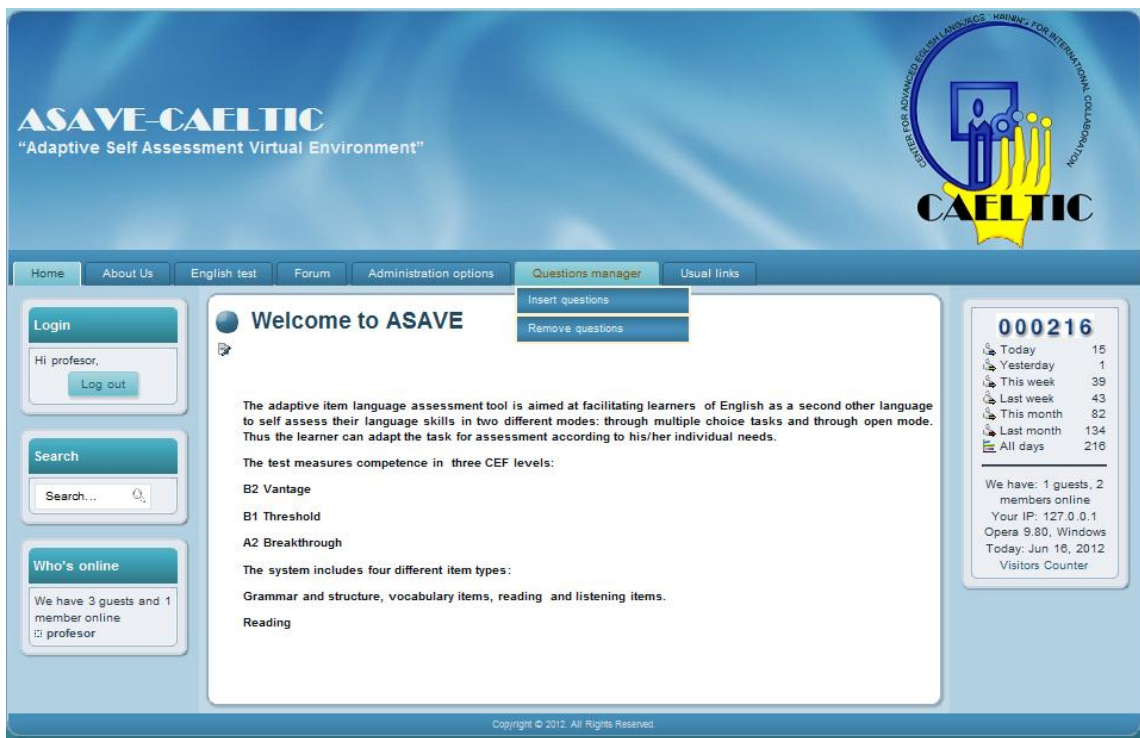 CENTER FOR ADVANCED EGLISH LANGUAGE TRAINING FOR INTERNATIONAL COLLABORATION
CAELTIC
ASAVE-CAELTIC
"Adaptive Self Assessment Virtual Environment"
Home About Us English test Forum Administration options Questions manager Usual links
Insert questions
Remove questions
Login
Hi profesor,
Log out
Search
Search...
Who's online
We have 3 guests and 1
member online
profesor
Welcome to ASAVE
The adaptive item language assessment tool is aimed at facilitating learners of English as a second other language
to self assess their language skills in two different modes: through multiple choice tasks and through open mode.
Thus the learner can adapt the task for assessment according to his/her individual needs.
The test measures competence in three CEF levels:
B2 Vantage
B1 Threshold
A2 Breakthrough
The system includes four different item types:
Grammar and structure, vocabulary items, reading and listening items.
Reading
000216
Today 15
Yesterday 1
This week 39
Last week 43
This month 82
Last month 134
All days 216
We have: 1 guests, 2
members online
Your IP: 127.0.0.1
Opera 9.80, Windows
Today: Jun 16, 2012
Visitors Counter
Copyright © 2012. All Rights Reserved.